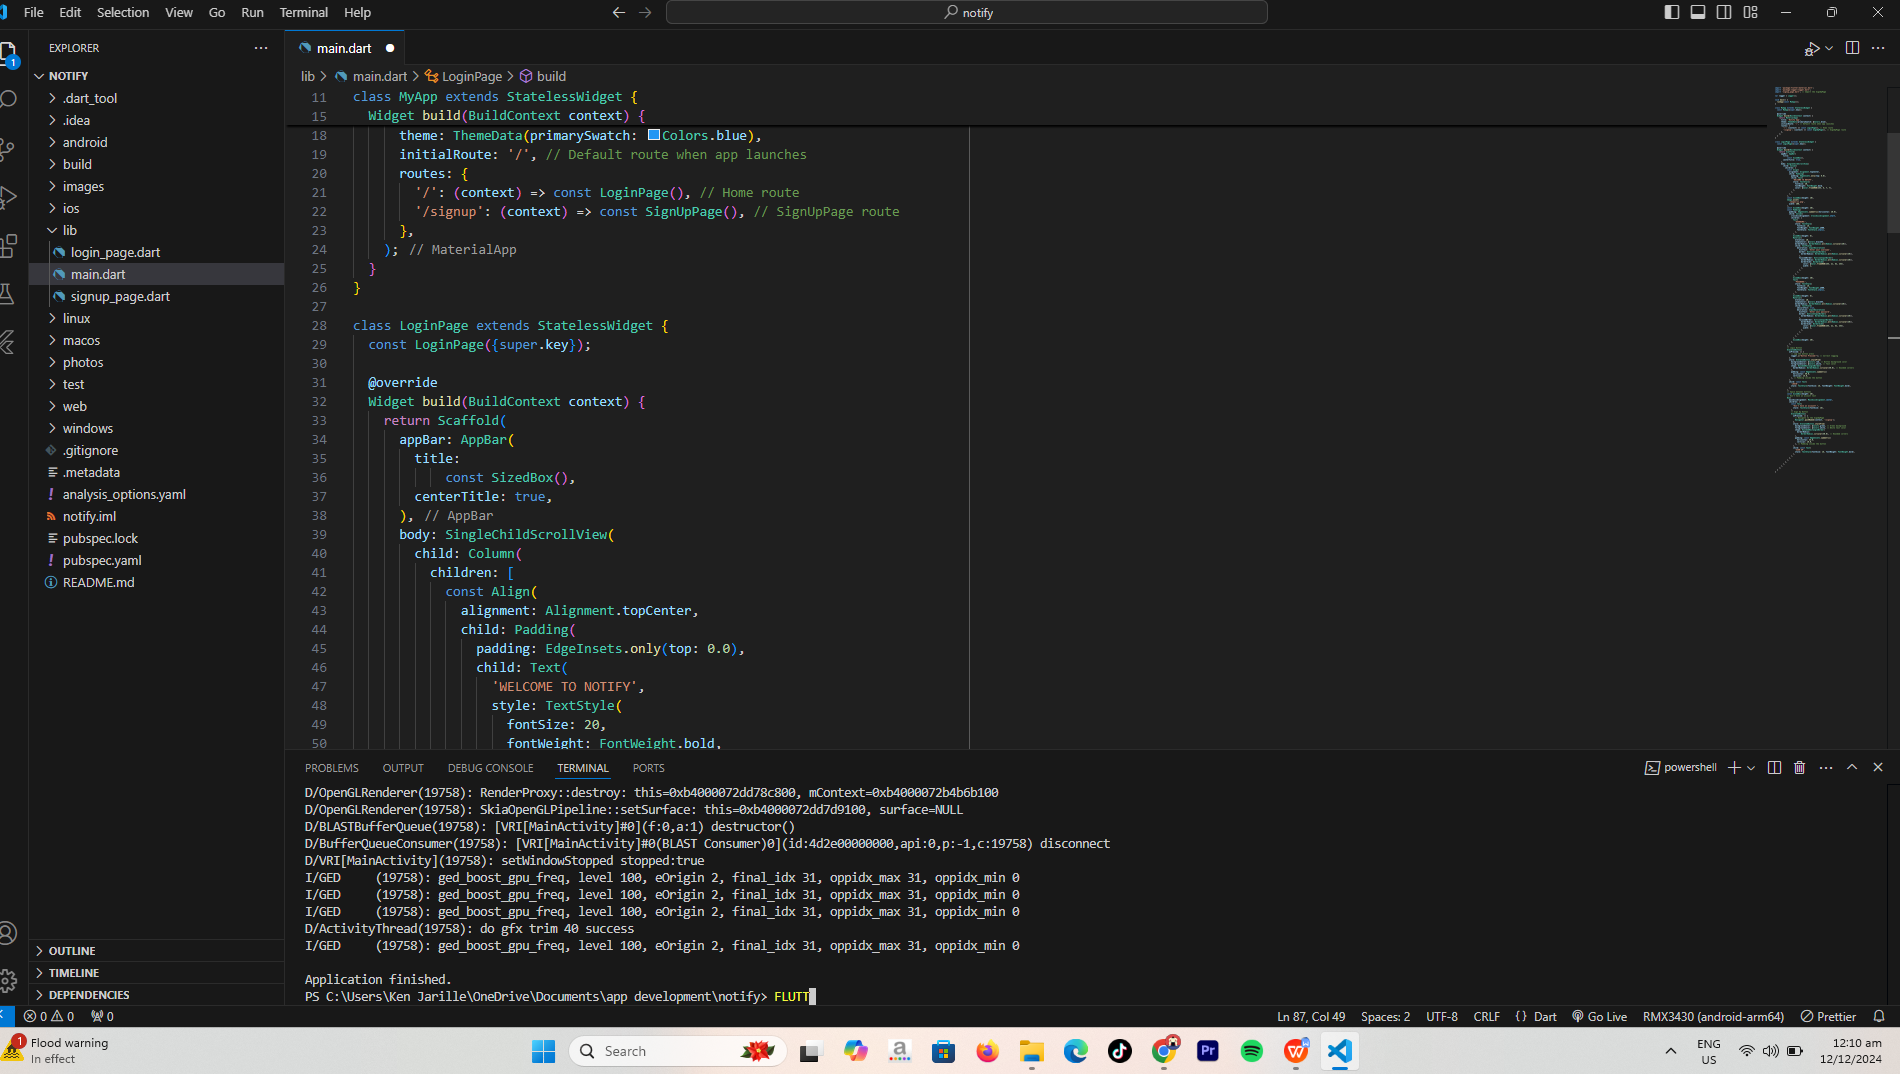 File Edit Selection View Go Run Terminal Help
notify
EXPLORER
NOTIFY
.dart_tool
.idea
android
build
images
ios
lib
login_page.dart
main.dart
signup_page.dart
linux
macos
photos
test
web
windows
.gitignore
.metadata
analysis_options.yaml
notify.iml
pubspec.lock
pubspec.yaml
README.md
OUTLINE
TIMELINE
DEPENDENCIES
1
main.dart
lib > main.dart > LoginPage > build
11 class MyApp extends StatelessWidget {
15 Widget build(BuildContext context) {
18 theme: ThemeData(primarySwatch: Colors.blue),
19 initialRoute: '/', // Default route when app launches
20 routes: {
21 '/': (context) => const LoginPage(), // Home route
22 '/signup': (context) => const SignUpPage(), // SignUpPage route
23 },
24 ); // MaterialApp
25 }
26 }
27
28 class LoginPage extends StatelessWidget {
29 const LoginPage({super.key});
30
31 @override
32 Widget build(BuildContext context) {
33 return Scaffold(
34 appBar: AppBar(
35 title:
36 const SizedBox(),
37 centerTitle: true,
38 ), // AppBar
39 body: SingleChildScrollView(
40 child: Column(
41 children: [
42 const Align(
43 alignment: Alignment.topCenter,
44 child: Padding(
45 padding: EdgeInsets.only(top: 0.0),
46 child: Text(
47 'WELCOME TO NOTIFY',
48 style: TextStyle(
49 fontSize: 20,
50 fontWeight: FontWeight.bold,
PROBLEMS OUTPUT DEBUG CONSOLE TERMINAL PORTS
powershell
D/OpenGLRenderer(19758): RenderProxy::destroy: this=0xb4000072dd78c800, mContext=0xb4000072b4b6b100
D/OpenGLRenderer(19758): SkiaOpenGLPipeline::setSurface: this=0xb4000072dd7d9100, surface=NULL
D/BLASTBufferQueue(19758): [VRI[MainActivity]#0](f:0,a:1) destructor()
D/BufferQueueConsumer(19758): [VRI[MainActivity]#0(BLAST Consumer)0](id:4d2e00000000,api:0,p:-1,c:19758) disconnect
D/VRI[MainActivity](19758): setWindowStopped stopped:true
I/GED (19758): ged_boost_gpu_freq, level 100, eOrigin 2, final_idx 31, oppidx_max 31, oppidx_min 0
I/GED (19758): ged_boost_gpu_freq, level 100, eOrigin 2, final_idx 31, oppidx_max 31, oppidx_min 0
I/GED (19758): ged_boost_gpu_freq, level 100, eOrigin 2, final_idx 31, oppidx_max 31, oppidx_min 0
D/ActivityThread(19758): do gfx trim 40 success
I/GED (19758): ged_boost_gpu_freq, level 100, eOrigin 2, final_idx 31, oppidx_max 31, oppidx_min 0
Application finished.
PS C:\Users\Ken Jarille\OneDrive\Documents\app development\notify> FLUTT
0 0 0
Ln 87, Col 49 Spaces: 2 UTF-8 CRLF {} Dart Go Live RMX3430 (android-arm64) Prettier
1
Flood warning
In effect
Search
a
Pr
W
ENG
US
12:10 am
12/12/2024